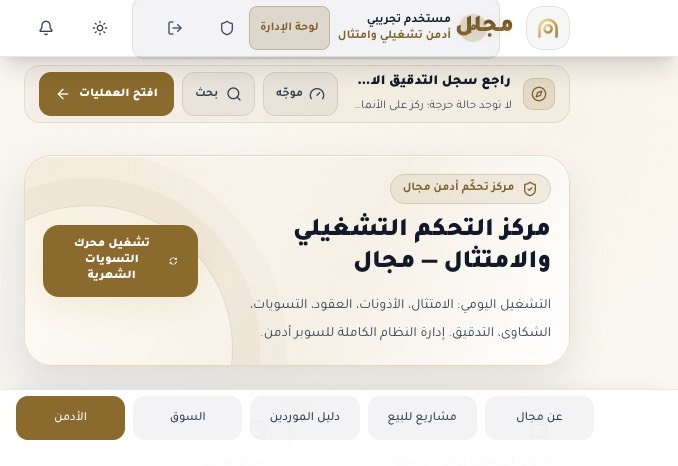 مجال
مستخدم تجريبي
أدمن تشغيلي وامتثال
لوحة الإدارة
راجع سجل التدقيق الا...
لا توجد حالة حرجة؛ ركز على الأنما...
موجّه
بحث
افتح العمليات
مركز تحكّم أدمن مجال
مركز التحكم التشغيلي
والامتثال — مجال
التشغيل اليومي: الامتثال، الأذونات، العقود، التسويات،
الشكاوى، التدقيق. إدارة النظام الكاملة للسوبر أدمن.
تشغيل محرك
التسويات
الشهرية
عن مجال
مشاريع للبيع
دليل الموردين
السوق
الأدمن